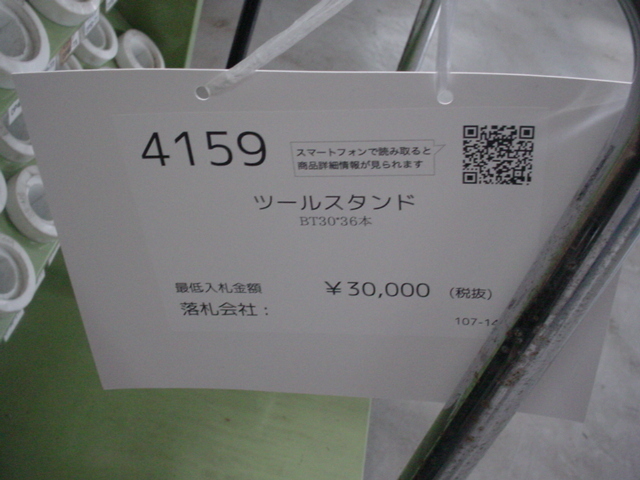 4159
スマートフォンで読み取ると
商品詳細情報が見られます
ツールスタンド
BT30*36本
最低入札金額 ¥30,000 (税抜)
落札会社：